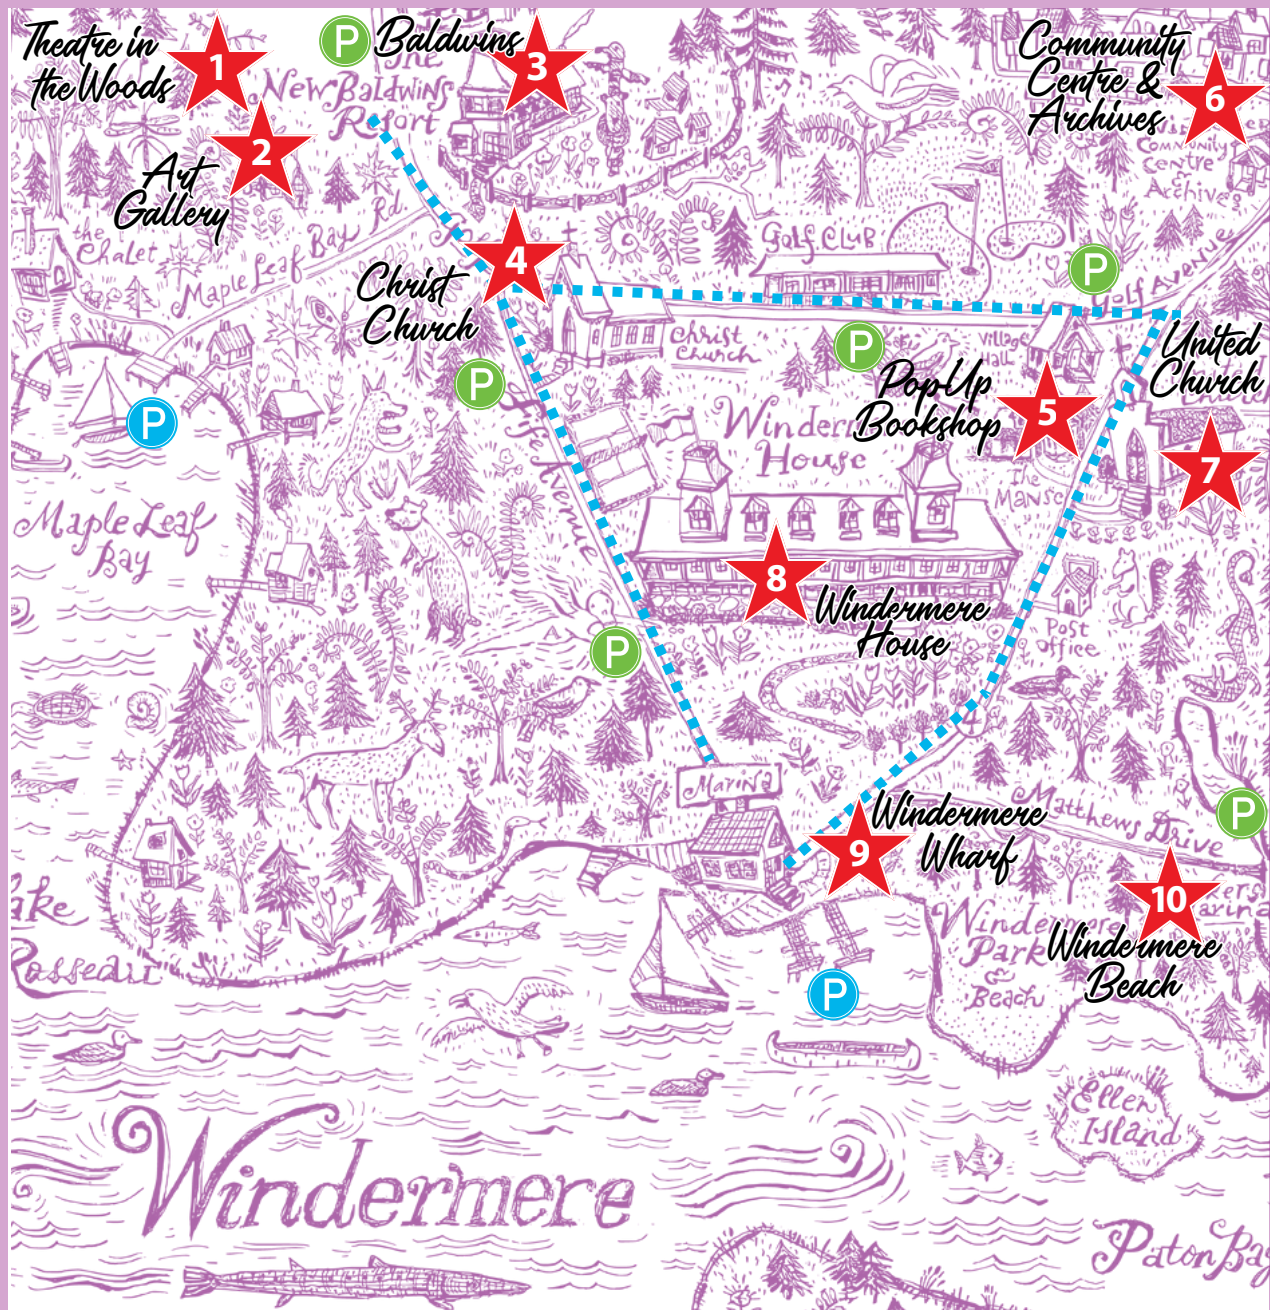 Theatre in
the Woods
1
P
Baldwins
3
The
New Baldwins
Resort
2
Art
Gallery
Community
Centre &
Archives
6
Community
Centre
&
Archives
the
Chalet
Maple Leaf Bay Rd.
4
Christ
Church
Golf Club
P
Golf Avenue
Christ
Church
P
Village
Hall
United
Church
P
P
Pop Up
Bookshop
5
7
Windermere
House
The
Manse
Maple Leaf
Bay
Fife Avenue
8
Windermere
House
Post
Office
P
4
Marina
Windermere
Wharf
9
Matthews Drive
P
10
Lake
Rosseau
Windermere
Park
&
Beach
Windermere
Beach
P
Ellen
Island
Windermere
Paton Bay